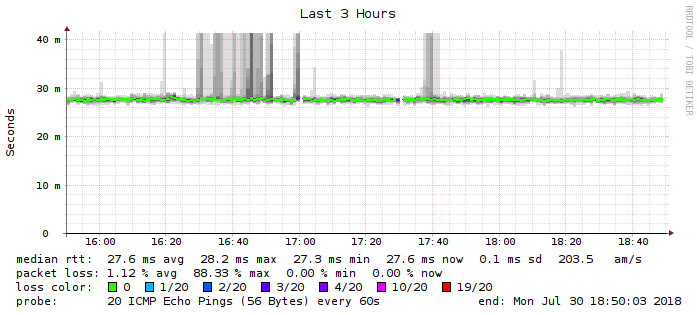 Last 3 Hours
RRDTOOL / TOBI OETIKER
Seconds
40 m
30 m
20 m
10 m
0
16:00 16:20 16:40 17:00 17:20 17:40 18:00 18:20 18:40
median rtt: 27.6 ms avg 28.2 ms max 27.3 ms min 27.6 ms now 0.1 ms sd 203.5 am/s
packet loss: 1.12 % avg 88.33 % max 0.00 % min 0.00 % now
loss color: 0 1/20 2/20 3/20 4/20 10/20 19/20
probe: 20 ICMP Echo Pings (56 Bytes) every 60s end: Mon Jul 30 18:50:03 2018